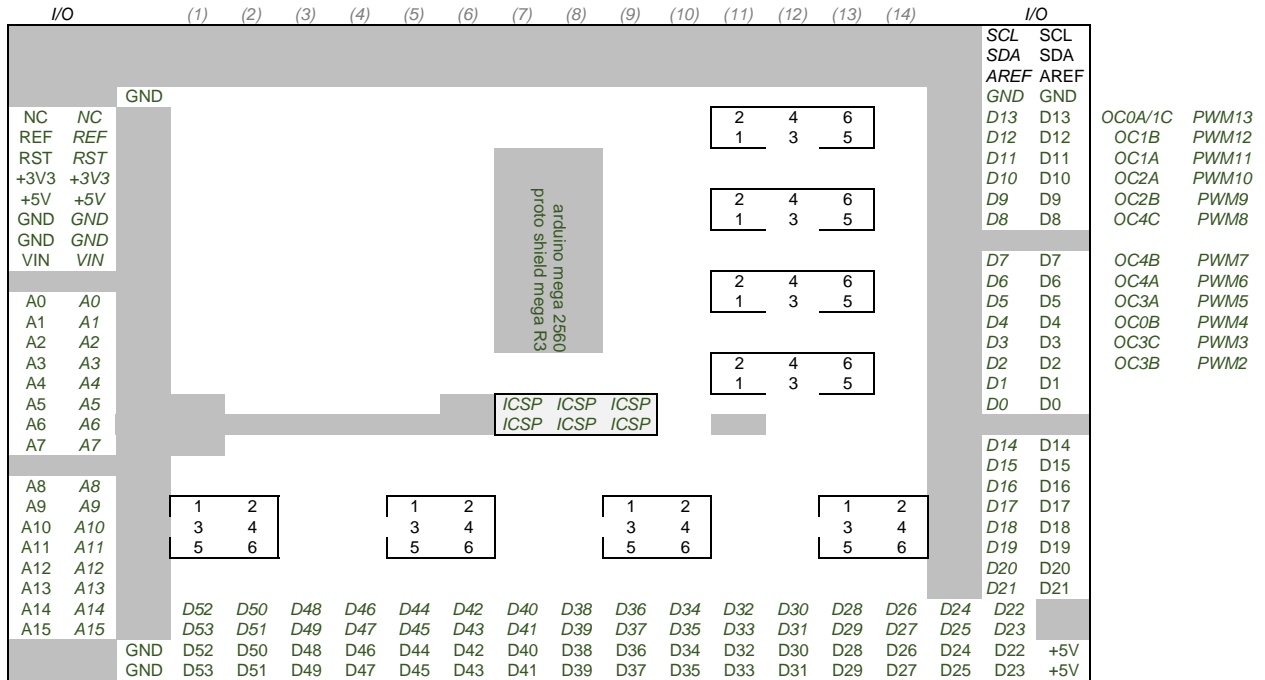 I/O (1) (2) (3) (4) (5) (6) (7) (8) (9) (10) (11) (12) (13) (14) I/O
SCL SCL
SDA SDA
AREF AREF
GND GND GND
NC NC 2 4 6 D13 D13 OC0A/1C PWM13
REF REF 1 3 5 D12 D12 OC1B PWM12
RST RST D11 D11 OC1A PWM11
+3V3 +3V3 D10 D10 OC2A PWM10
+5V +5V 2 4 6 D9 D9 OC2B PWM9
GND GND 1 3 5 D8 D8 OC4C PWM8
GND GND
VIN VIN D7 D7 OC4B PWM7
2 4 6 D6 D6 OC4A PWM6
A0 A0 1 3 5 D5 D5 OC3A PWM5
A1 A1 D4 D4 OC0B PWM4
A2 A2 D3 D3 OC3C PWM3
arduino mega 2560
proto shield mega R3
A3 A3 2 4 6 D2 D2 OC3B PWM2
A4 A4 1 3 5 D1 D1
A5 A5 ICSP ICSP ICSP D0 D0
A6 A6 ICSP ICSP ICSP
A7 A7 D14 D14
D15 D15
A8 A8 D16 D16
A9 A9 1 2 1 2 1 2 1 2 D17 D17
A10 A10 3 4 3 4 3 4 3 4 D18 D18
A11 A11 5 6 5 6 5 6 5 6 D19 D19
A12 A12 D20 D20
A13 A13 D21 D21
A14 A14 D52 D50 D48 D46 D44 D42 D40 D38 D36 D34 D32 D30 D28 D26 D24 D22
A15 A15 D53 D51 D49 D47 D45 D43 D41 D39 D37 D35 D33 D31 D29 D27 D25 D23
GND D52 D50 D48 D46 D44 D42 D40 D38 D36 D34 D32 D30 D28 D26 D24 D22 +5V
GND D53 D51 D49 D47 D45 D43 D41 D39 D37 D35 D33 D31 D29 D27 D25 D23 +5V